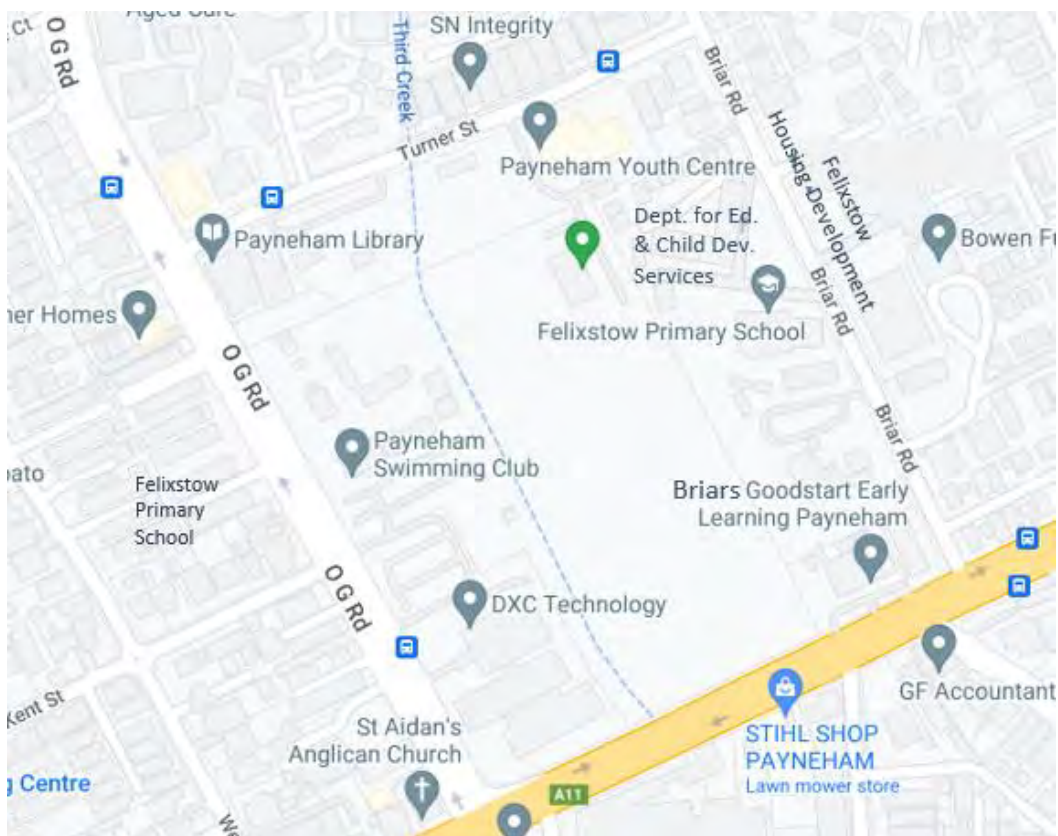 Ct
Aged Care
O G Rd
Third Creek
SN Integrity
Turner St
Briar Rd
Payneham Youth Centre
Felixstow
Housing Development
Payneham Library
Dept. for Ed.
& Child Dev.
Services
Bowen Fr
Briar Rd
ner Homes
Felixstow Primary School
O G Rd
Payneham
Swimming Club
Briar Rd
Felixstow
Primary
School
Briars Goodstart Early
Learning Payneham
O G Rd
DXC Technology
GF Accountant
Kent St
St Aidan's
Anglican Church
STIHL SHOP
PAYNEHAM
Lawn mower store
g Centre
A11